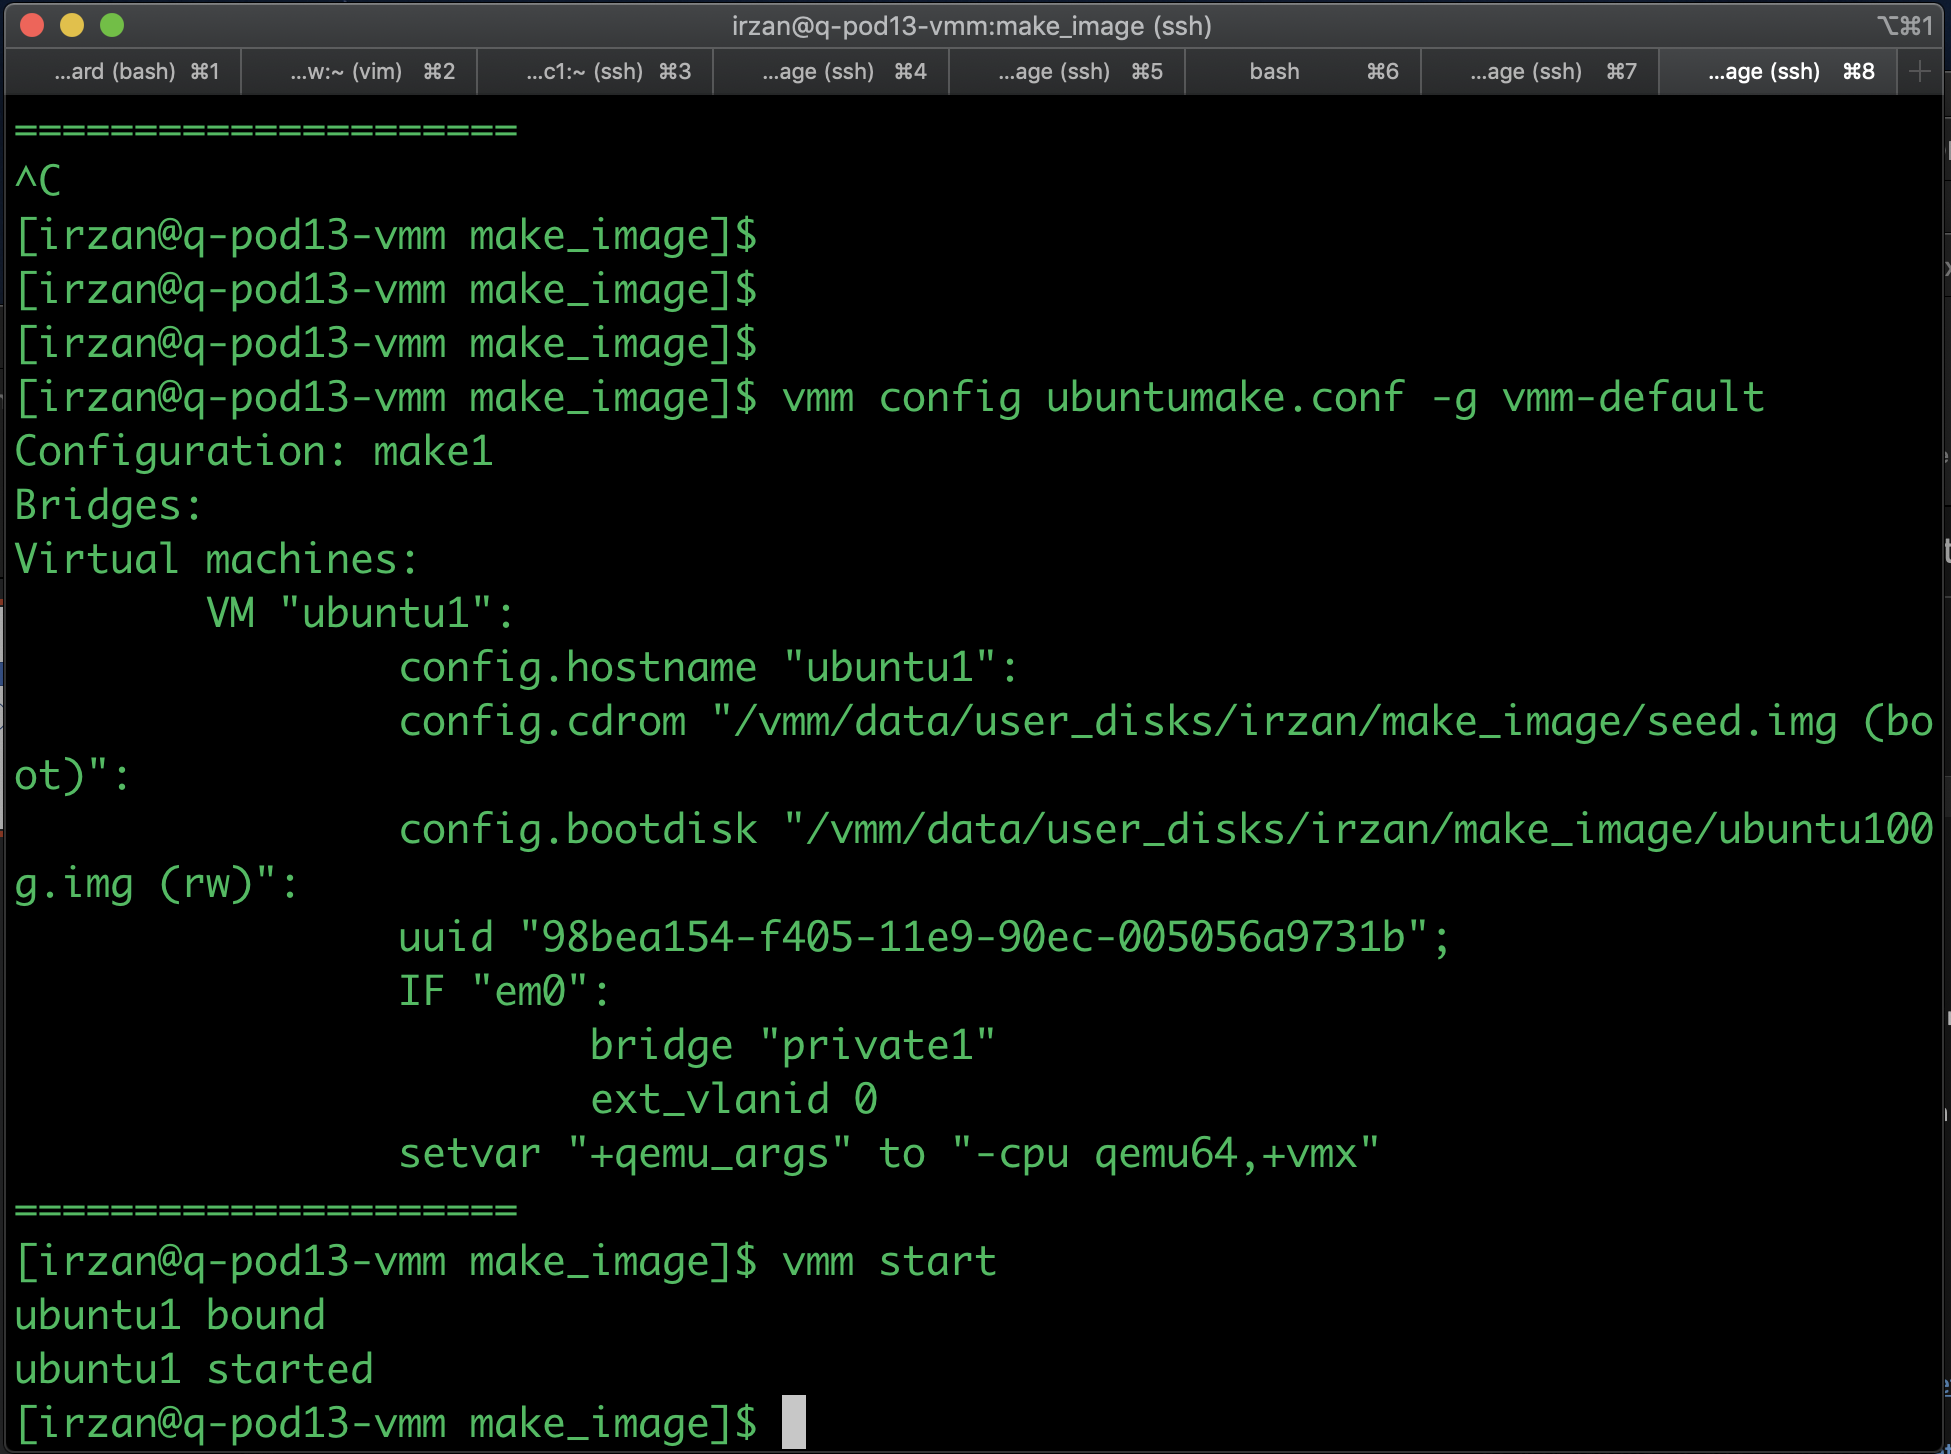 irzan@q-pod13-vmm:make_image (ssh) ⌥⌘1
...ard (bash) ⌘1 ...w:~ (vim) ⌘2 ...c1:~ (ssh) ⌘3 ...age (ssh) ⌘4 ...age (ssh) ⌘5 bash ⌘6 ...age (ssh) ⌘7 ...age (ssh) ⌘8 +
=====================
^C
[irzan@q-pod13-vmm make_image]$
[irzan@q-pod13-vmm make_image]$
[irzan@q-pod13-vmm make_image]$
[irzan@q-pod13-vmm make_image]$ vmm config ubuntumake.conf -g vmm-default
Configuration: make1
Bridges:
Virtual machines:
        VM "ubuntu1":
                config.hostname "ubuntu1":
                config.cdrom "/vmm/data/user_disks/irzan/make_image/seed.img (bo
ot)":
                config.bootdisk "/vmm/data/user_disks/irzan/make_image/ubuntu100
g.img (rw)":
                uuid "98bea154-f405-11e9-90ec-005056a9731b";
                IF "em0":
                        bridge "private1"
                        ext_vlanid 0
                setvar "+qemu_args" to "-cpu qemu64,+vmx"
=====================
[irzan@q-pod13-vmm make_image]$ vmm start
ubuntu1 bound
ubuntu1 started
[irzan@q-pod13-vmm make_image]$